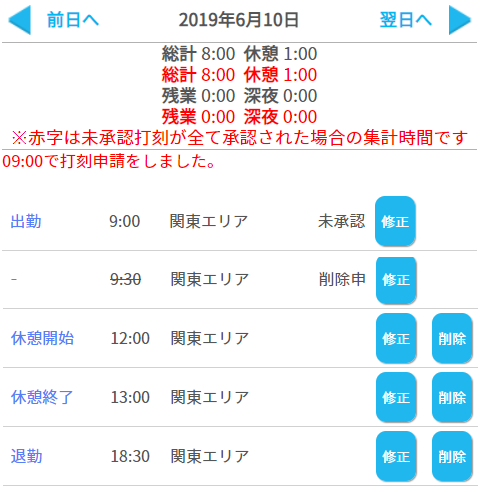 前日へ 2019年6月10日 翌日へ
総計 8:00 休憩 1:00
総計 8:00 休憩 1:00
残業 0:00 深夜 0:00
残業 0:00 深夜 0:00
※赤字は未承認打刻が全て承認された場合の集計時間です
09:00で打刻申請をしました。
出勤 9:00 関東エリア 未承認 修正
- 9:30 関東エリア 削除申 修正
休憩開始 12:00 関東エリア 修正 削除
休憩終了 13:00 関東エリア 修正 削除
退勤 18:30 関東エリア 修正 削除